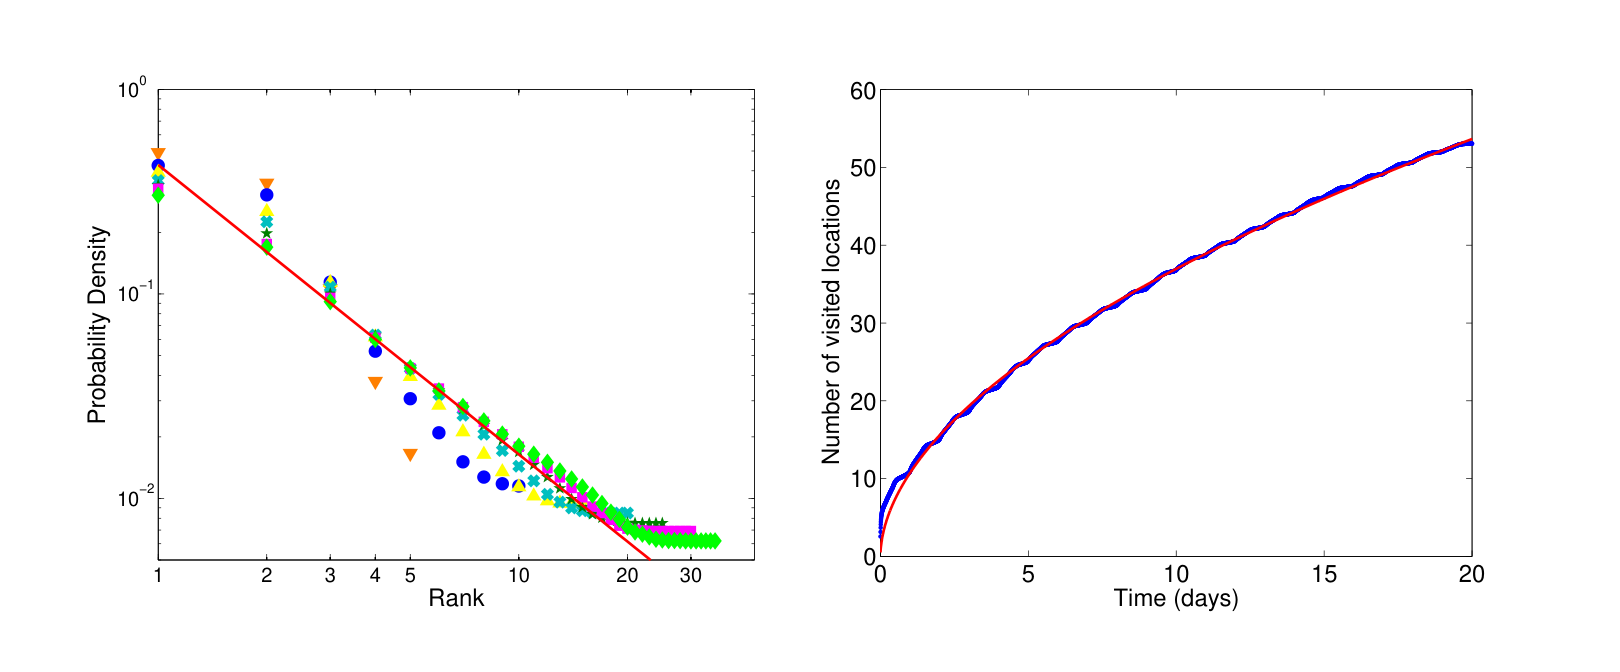 10^0
10^-1
10^-2
Probability Density
1 2 3 4 5 10 20 30
Rank
60
50
40
30
20
10
0
Number of visited locations
0 5 10 15 20
Time (days)